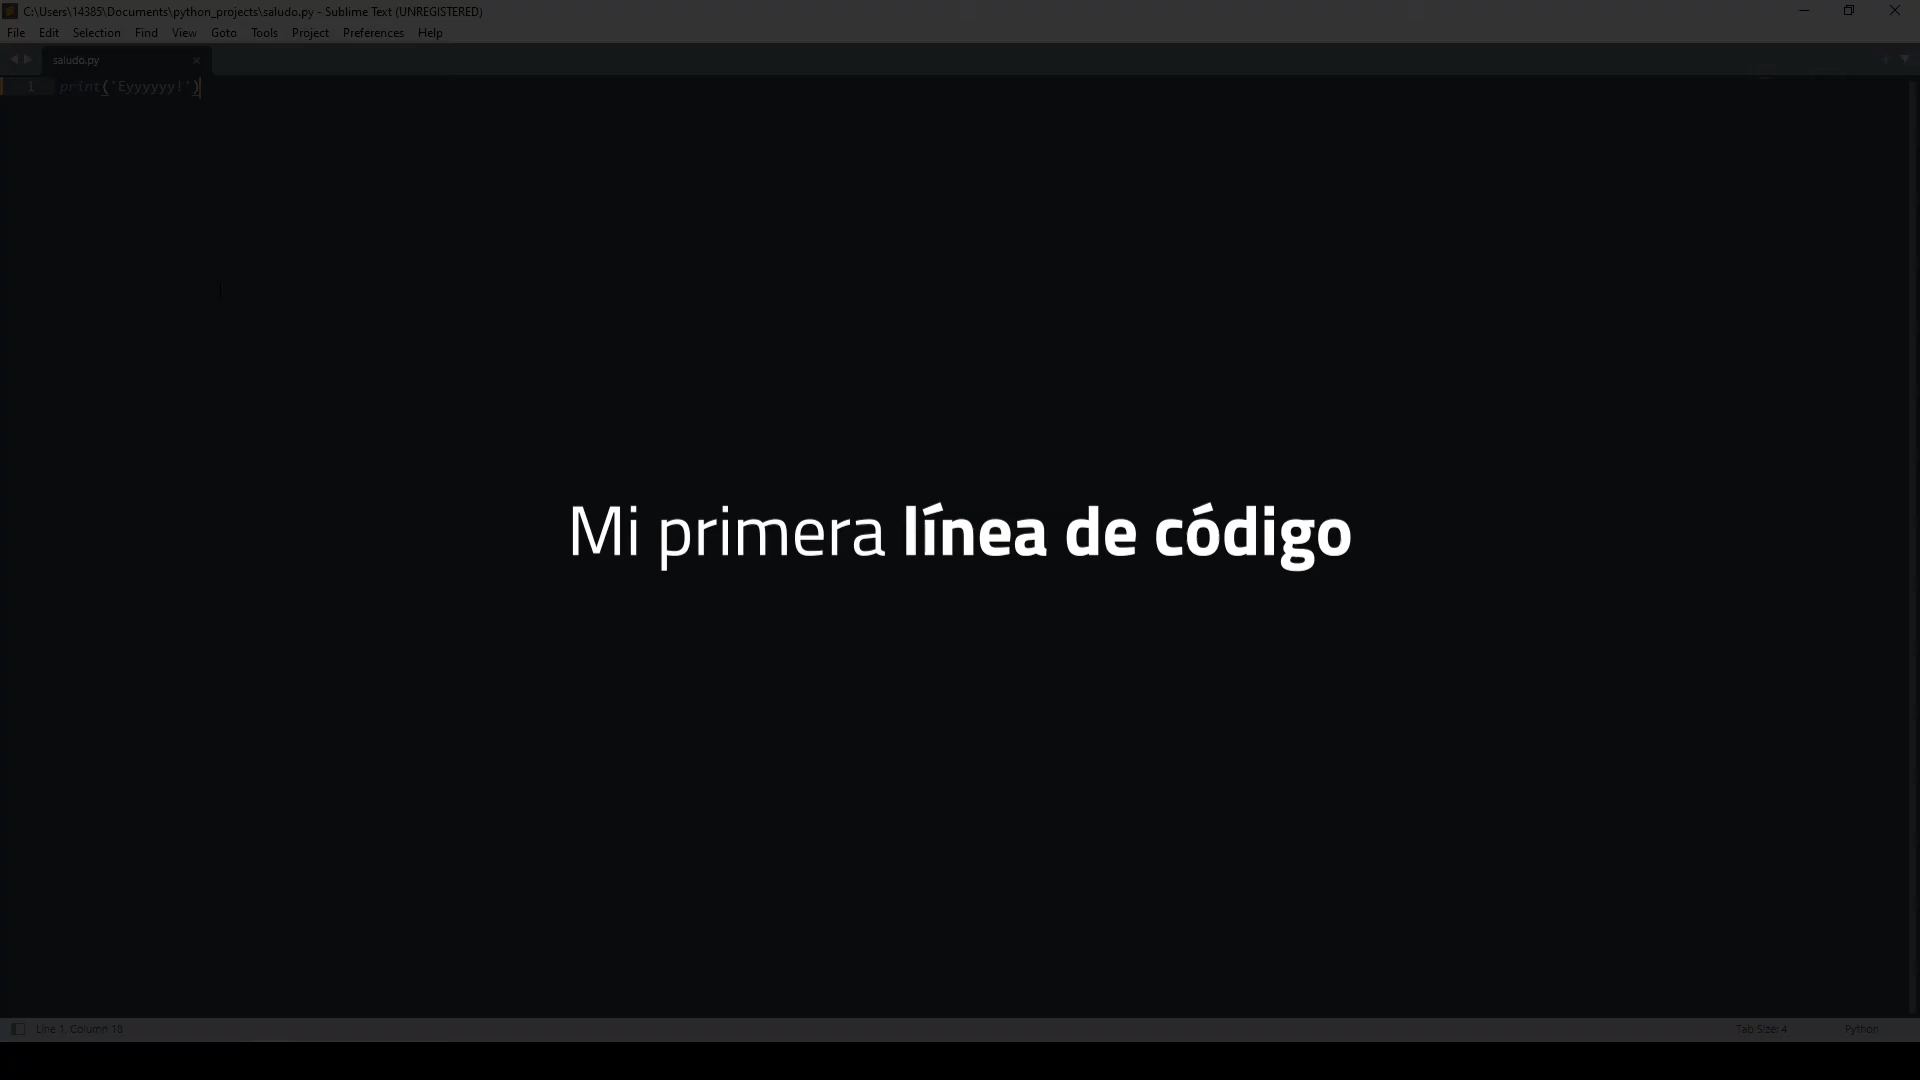 C:\Users\14385\Documents\python_projects\saludo.py - Sublime Text (UNREGISTERED)
File Edit Selection Find View Goto Tools Project Preferences Help
saludo.py
1 print('Eyyyyyy!')
Mi primera línea de código
Line 1, Column 18 Tab Size: 4 Python